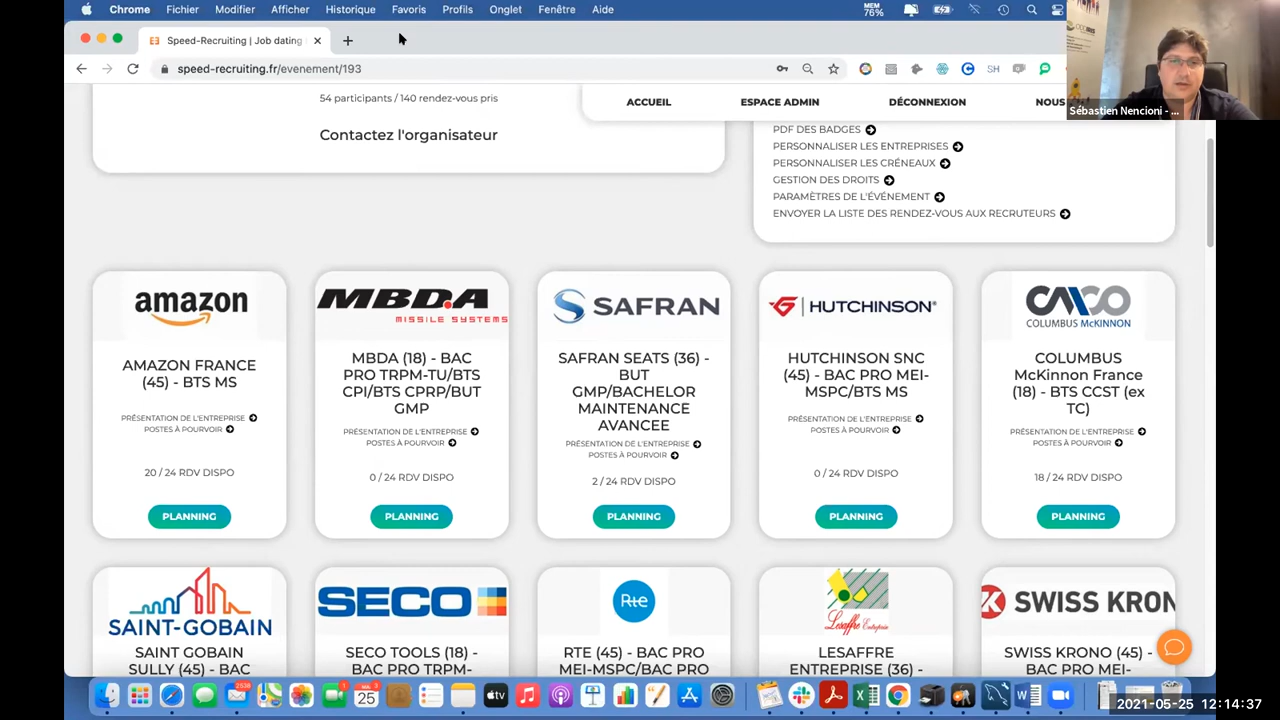 Chrome Fichier Modifier Afficher Historique Favoris Profils Onglet Fenêtre Aide
MEM
76%
Speed-Recruiting | Job dating
speed-recruiting.fr/evenement/193
SH
Sébastien Nencioni - ...
ACCUEIL ESPACE ADMIN DÉCONNEXION NOUS
54 participants / 140 rendez-vous pris
Contactez l'organisateur
PDF DES BADGES
PERSONNALISER LES ENTREPRISES
PERSONNALISER LES CRÉNEAUX
GESTION DES DROITS
PARAMÈTRES DE L'ÉVÉNEMENT
ENVOYER LA LISTE DES RENDEZ-VOUS AUX RECRUTEURS
amazon
AMAZON FRANCE
(45) - BTS MS
PRÉSENTATION DE L'ENTREPRISE
POSTES À POURVOIR
20 / 24 RDV DISPO
PLANNING
MBDA
MISSILE SYSTEMS
MBDA (18) - BAC
PRO TRPM-TU/BTS
CPI/BTS CPRP/BUT
GMP
PRÉSENTATION DE L'ENTREPRISE
POSTES À POURVOIR
0 / 24 RDV DISPO
PLANNING
SAFRAN
SAFRAN SEATS (36) -
BUT
GMP/BACHELOR
MAINTENANCE
AVANCEE
PRÉSENTATION DE L'ENTREPRISE
POSTES À POURVOIR
2 / 24 RDV DISPO
PLANNING
HUTCHINSON
HUTCHINSON SNC
(45) - BAC PRO MEI-
MSPC/BTS MS
PRÉSENTATION DE L'ENTREPRISE
POSTES À POURVOIR
0 / 24 RDV DISPO
PLANNING
CMCO
COLUMBUS McKINNON
COLUMBUS
McKinnon France
(18) - BTS CCST (ex
TC)
PRÉSENTATION DE L'ENTREPRISE
POSTES À POURVOIR
18 / 24 RDV DISPO
PLANNING
SAINT-GOBAIN
SAINT GOBAIN
SULLY (45) - BAC
SECO
SECO TOOLS (18) -
BAC PRO TRPM-
Rte
RTE (45) - BAC PRO
MEI-MSPC/BAC PRO
Lesaffre Entreprise
LESAFFRE
ENTREPRISE (36) -
SWISS KRON
SWISS KRONO (45) -
BAC PRO MEI-
tv
25
2021-05-25 12:14:37